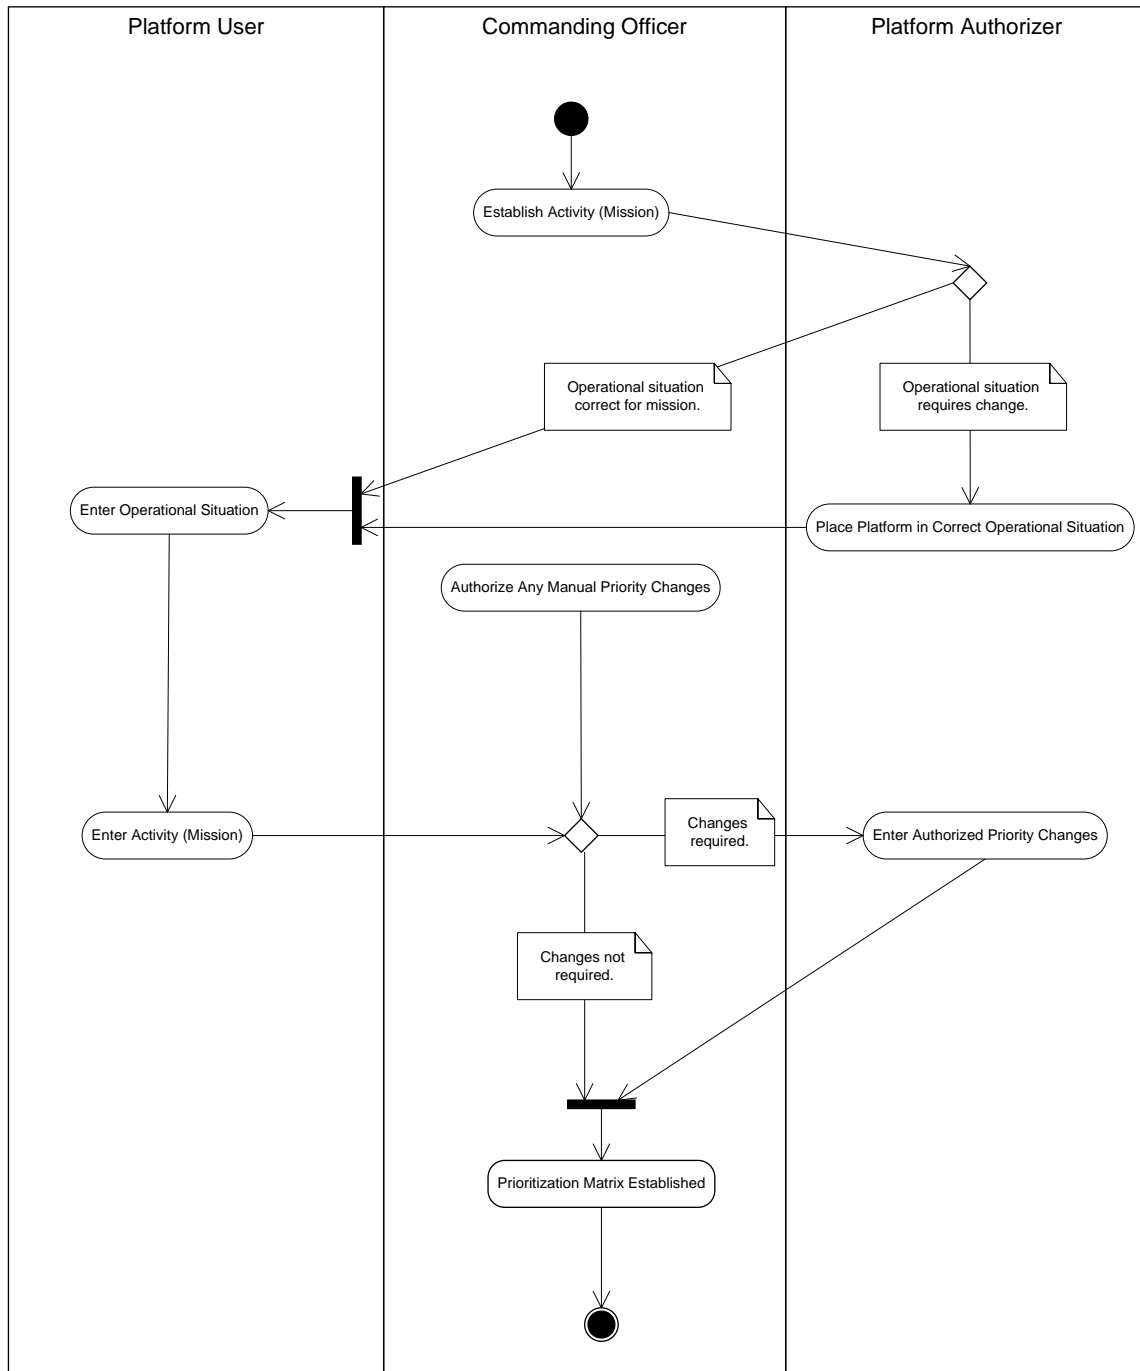 Platform User
Commanding Officer
Platform Authorizer
Establish Activity (Mission)
Operational situation
correct for mission.
Operational situation
requires change.
Enter Operational Situation
Place Platform in Correct Operational Situation
Authorize Any Manual Priority Changes
Enter Activity (Mission)
Changes
required.
Enter Authorized Priority Changes
Changes not
required.
Prioritization Matrix Established